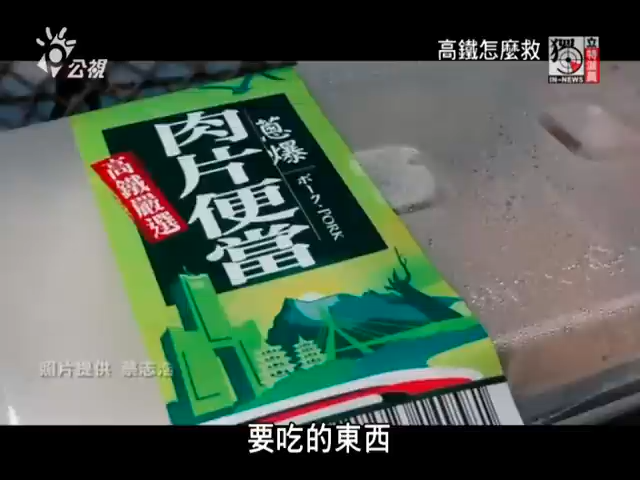 公視
高鐵怎麼救
獨立特派員
IN-NEWS
蔥爆
肉片便當
ポーク・PORK
高鐵嚴選
照片提供 蔡志浩
要吃的東西